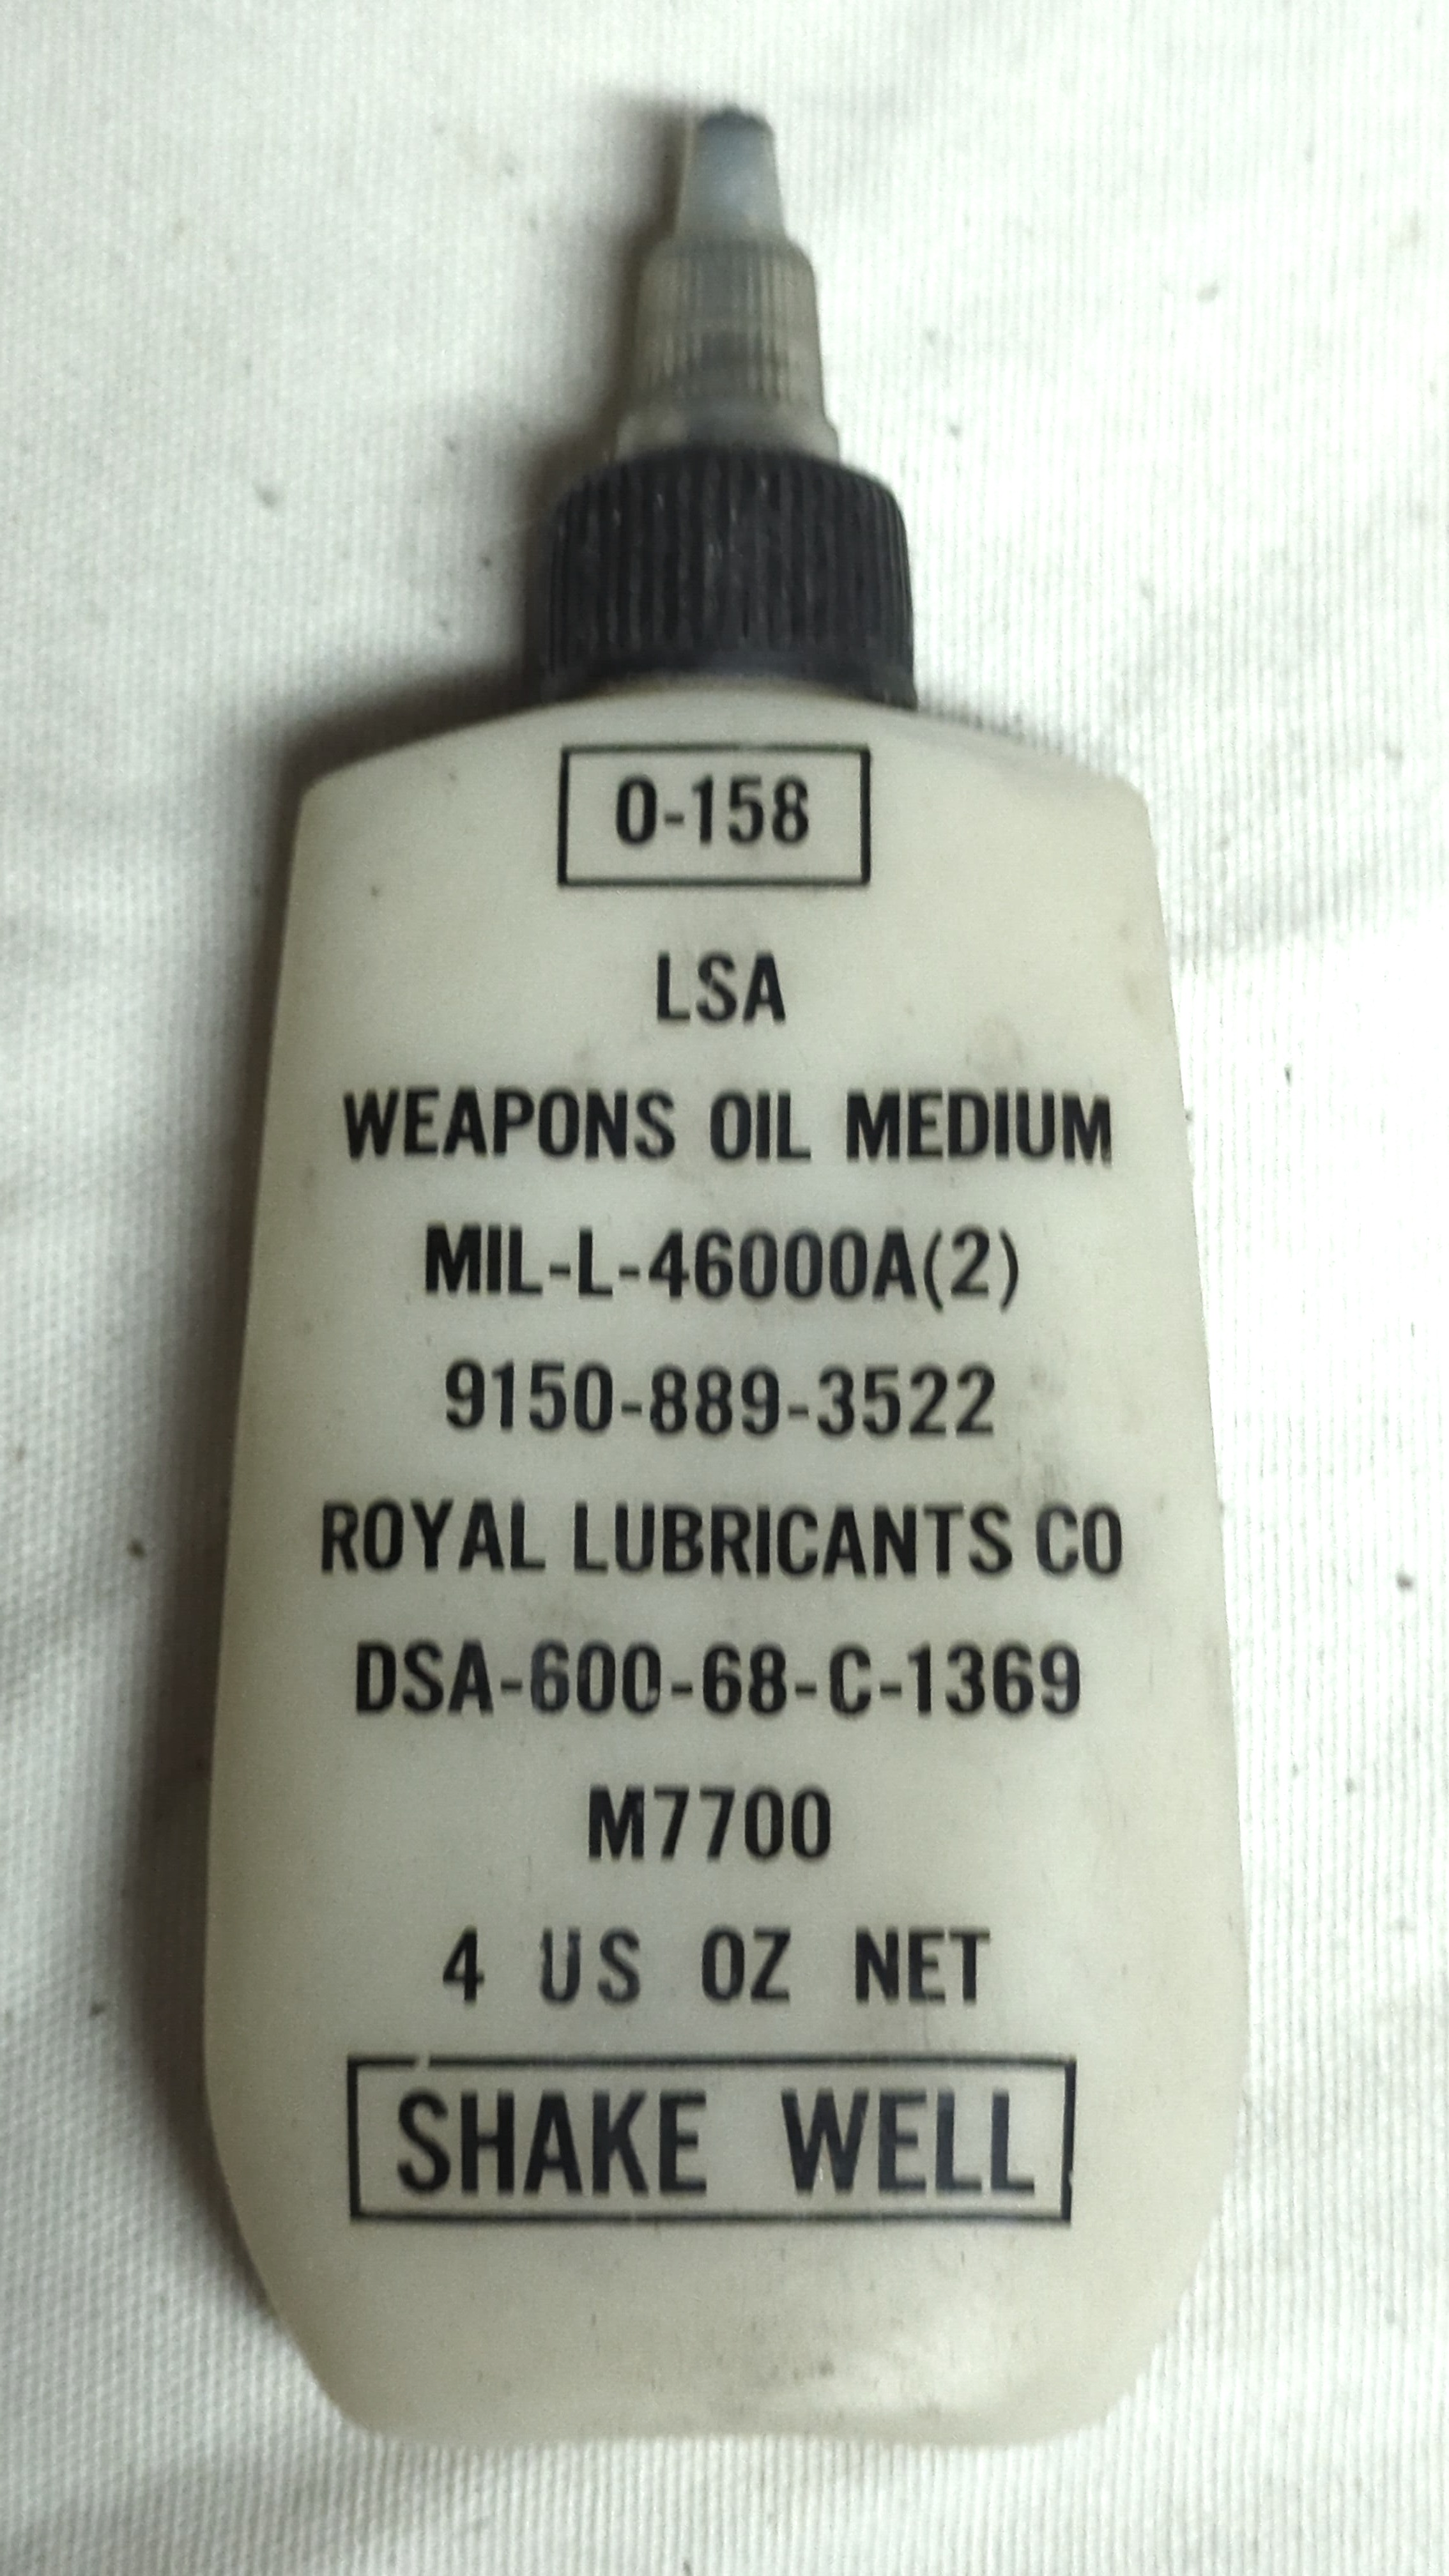 O-158
LSA
WEAPONS OIL MEDIUM
MIL-L-46000A(2)
9150-889-3522
ROYAL LUBRICANTS CO
DSA-600-68-C-1369
M7700
4 US OZ NET
SHAKE WELL